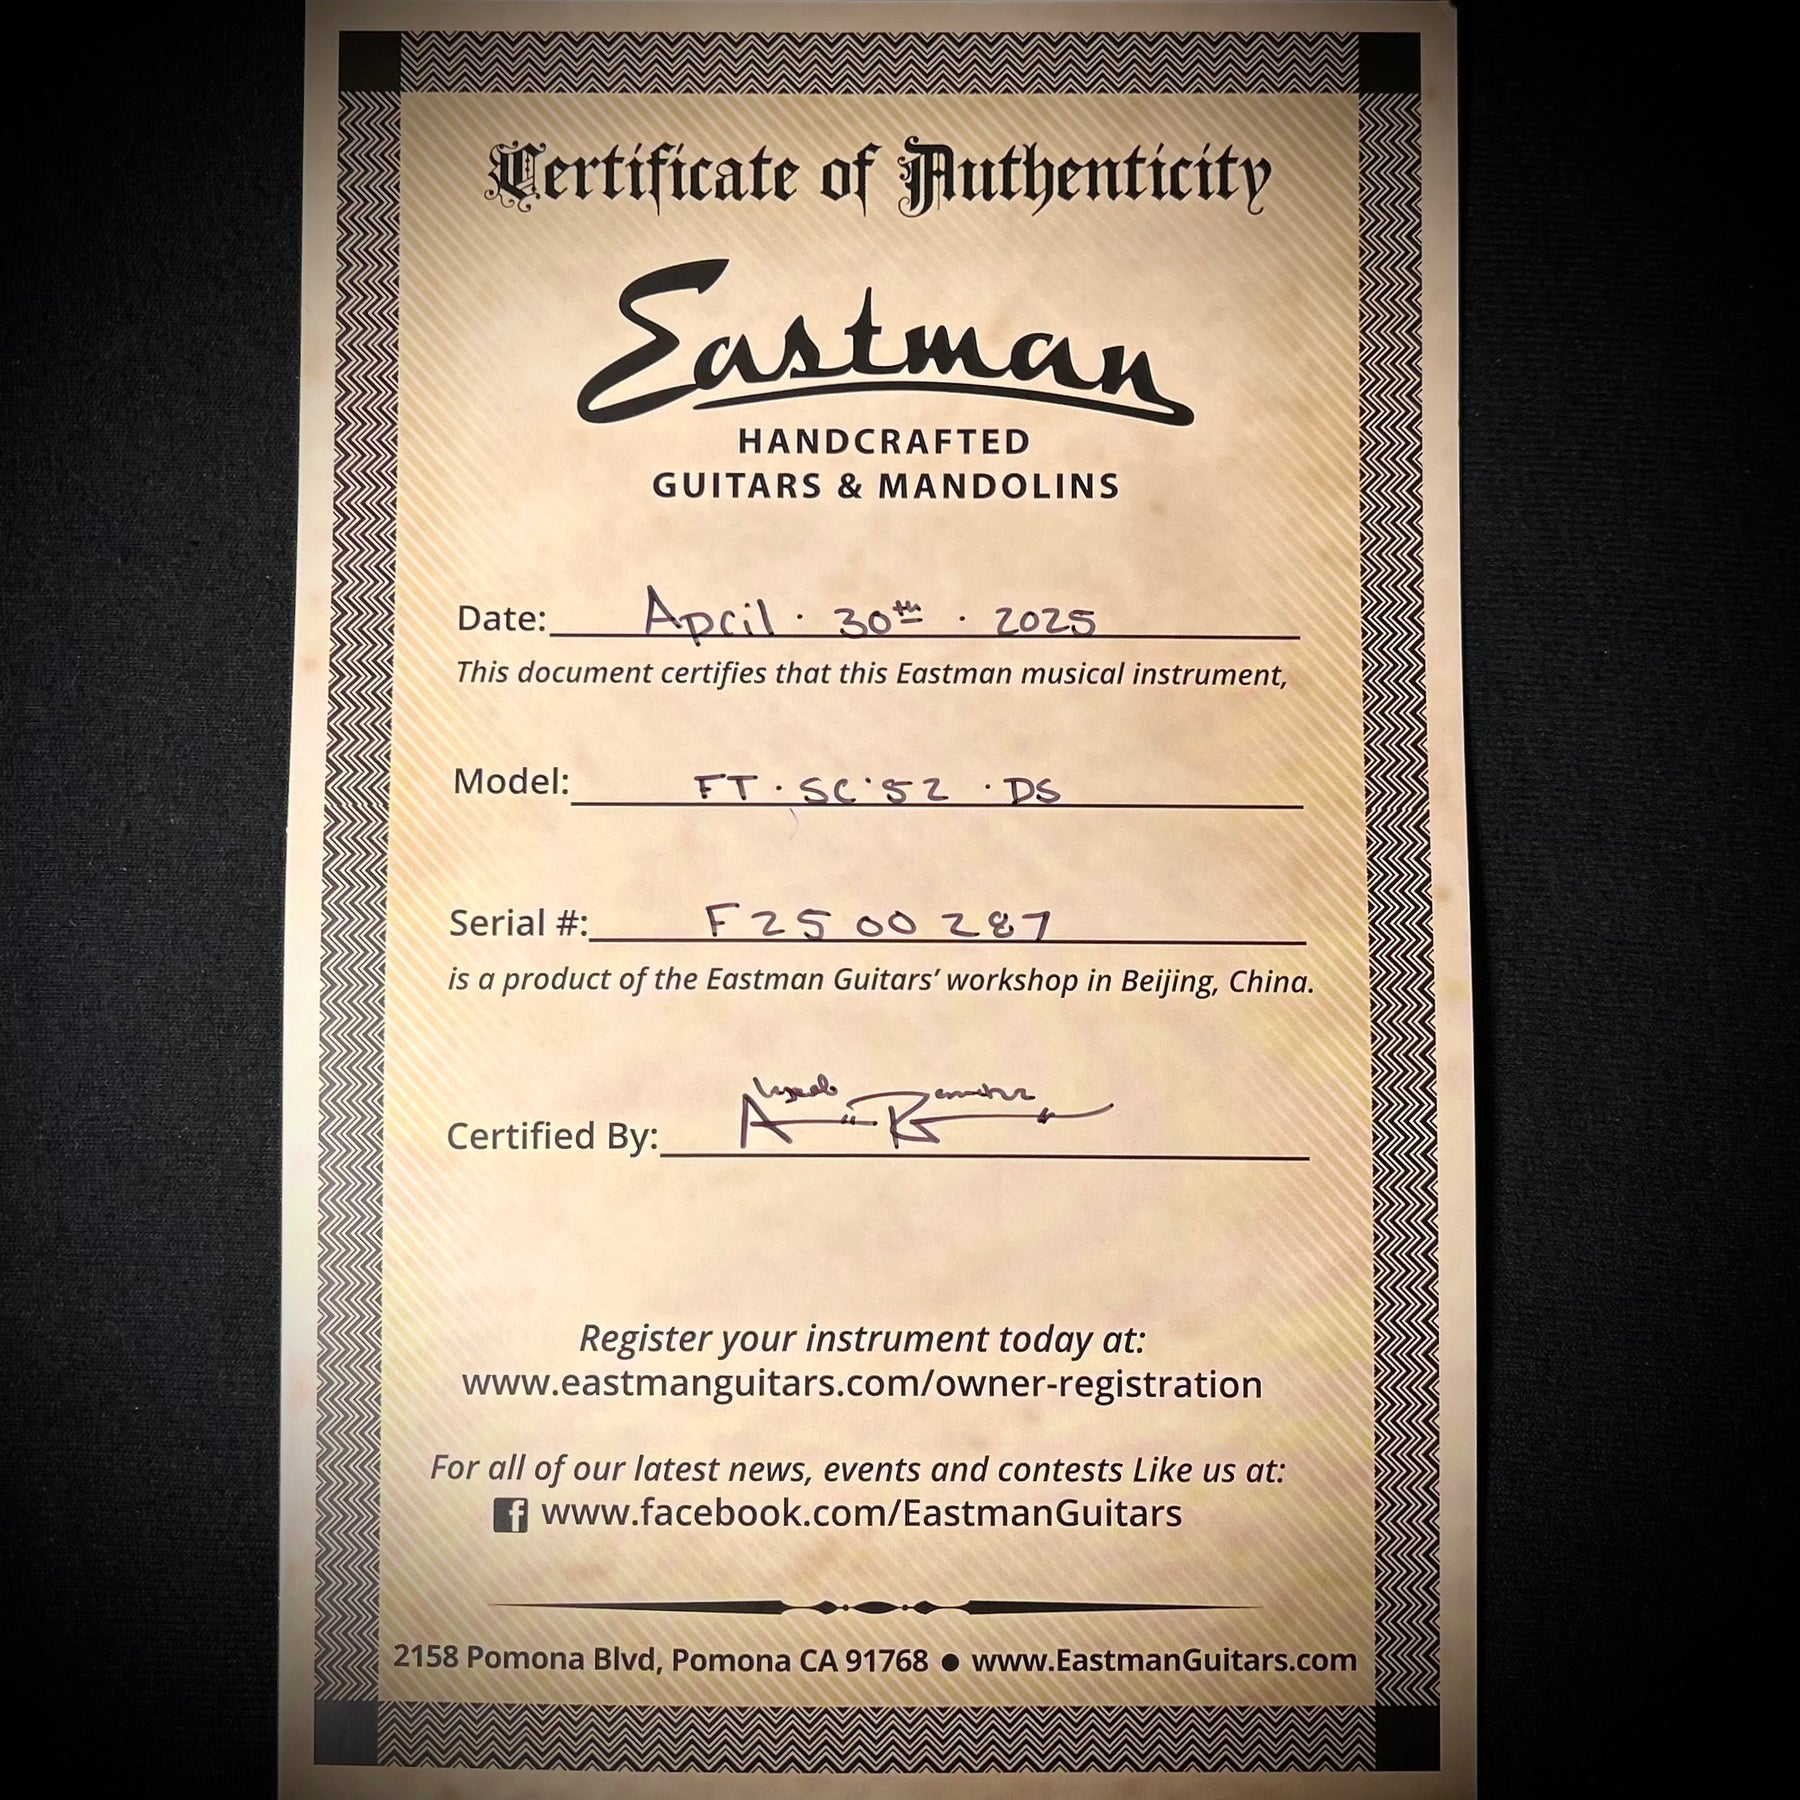 Certificate of Authenticity
Eastman
HANDCRAFTED
GUITARS & MANDOLINS
Date: April · 30th · 2025
This document certifies that this Eastman musical instrument,
Model: FT · SC'52 · DS
Serial #: F2500287
is a product of the Eastman Guitars’ workshop in Beijing, China.
Certified By:
Register your instrument today at:
www.eastmanguitars.com/owner-registration
For all of our latest news, events and contests Like us at:
f www.facebook.com/EastmanGuitars
2158 Pomona Blvd, Pomona CA 91768 ● www.EastmanGuitars.com